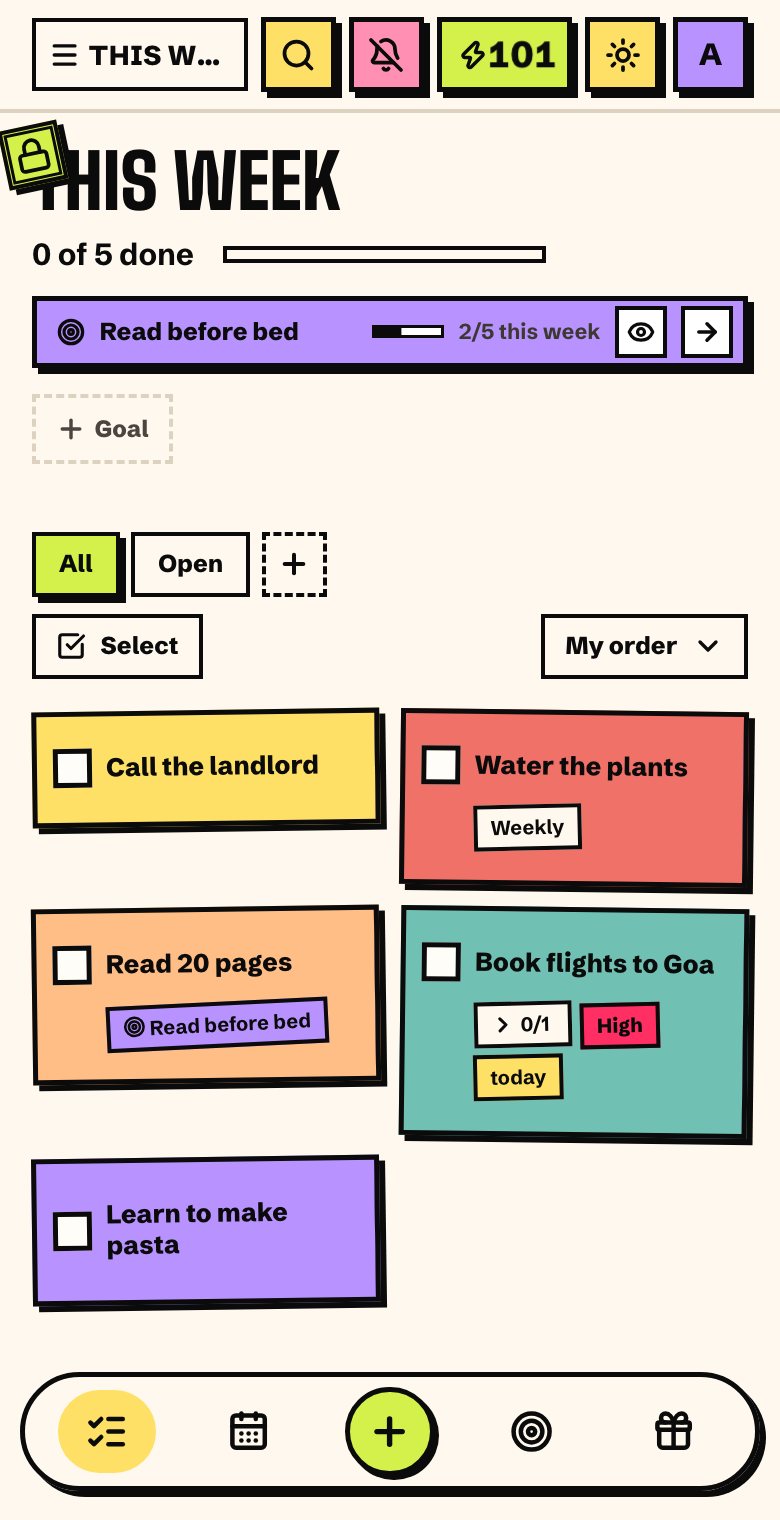 THIS W...
101
A
THIS WEEK
0 of 5 done
Read before bed
2/5 this week
Goal
All
Open
Select
My order
Call the landlord
Water the plants
Weekly
Read 20 pages
Read before bed
Book flights to Goa
0/1
High
today
Learn to make
pasta